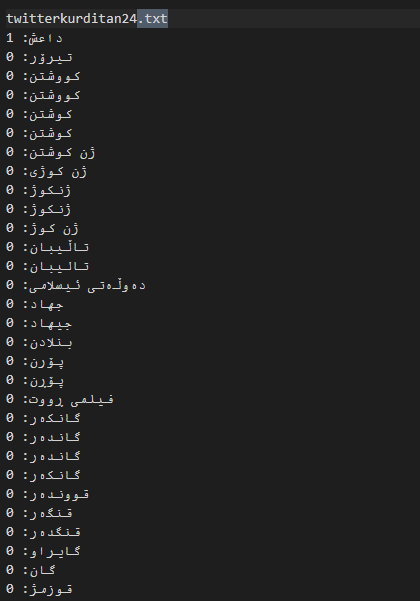 twitterkurditan24.txt
داعش: 1
تیرۆر: 0
کووشتن: 0
کووشتن: 0
کوشتن: 0
کوشتن: 0
ژن کوشتن: 0
ژن کوژی: 0
ژنکوژ: 0
ژنکوژ: 0
ژن کوژ: 0
تاڵیبان: 0
تالیبان: 0
دەوڵەتی ئیسلامی: 0
جهاد: 0
جیهاد: 0
بنلادن: 0
پۆرن: 0
پۆڕن: 0
فیلمی ڕووت: 0
گانکەر: 0
گاندەر: 0
گاندەر: 0
گانکەر: 0
قووندەر: 0
قنگەر: 0
قنگدەر: 0
گایراو: 0
گان: 0
قوزمژ: 0